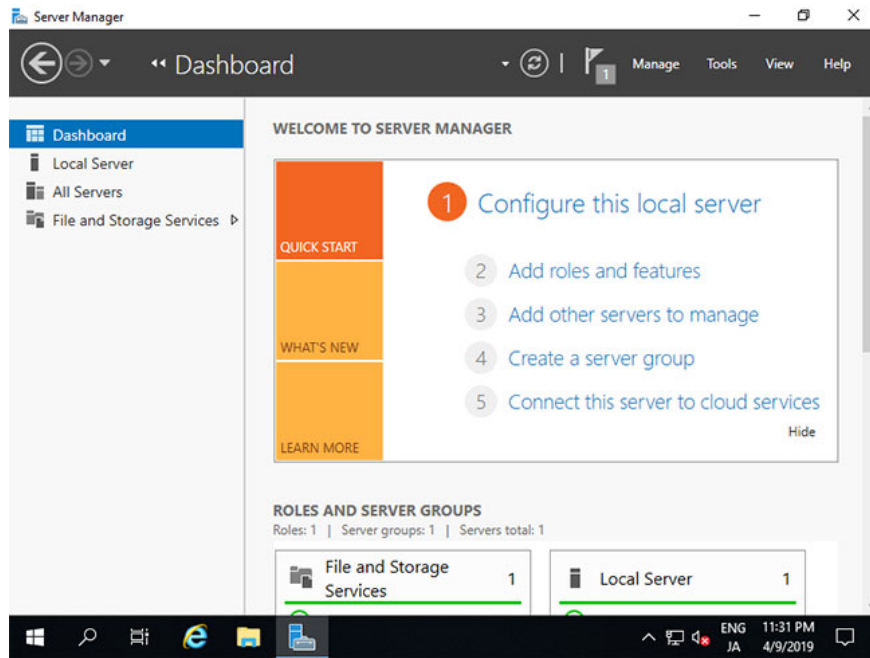 Server Manager
Dashboard
1
Manage Tools View Help
Dashboard
Local Server
All Servers
File and Storage Services
WELCOME TO SERVER MANAGER
QUICK START
WHAT'S NEW
LEARN MORE
1 Configure this local server
2 Add roles and features
3 Add other servers to manage
4 Create a server group
5 Connect this server to cloud services
Hide
ROLES AND SERVER GROUPS
Roles: 1 | Server groups: 1 | Servers total: 1
File and Storage
Services
1
Local Server 1
ENG
JA
11:31 PM
4/9/2019